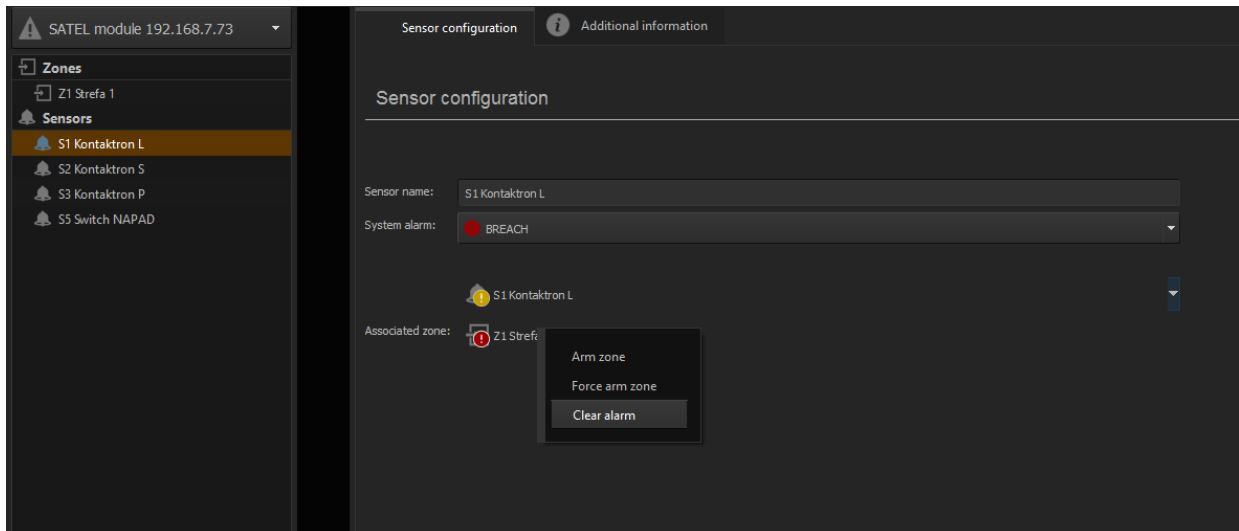 SATEL module 192.168.7.73
Zones
Z1 Strefa 1
Sensors
S1 Kontaktron L
S2 Kontaktron S
S3 Kontaktron P
S5 Switch NAPAD
Sensor configuration
Additional information
Sensor configuration
Sensor name: S1 Kontaktron L
System alarm: BREACH
S1 Kontaktron L
Associated zone: Z1
Arm zone
Force arm zone
Clear alarm